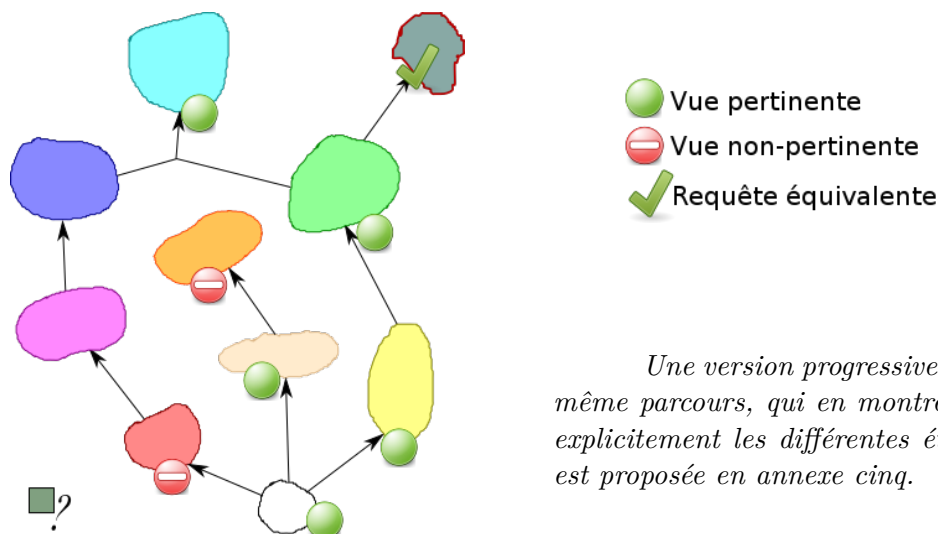 Vue pertinente
Vue non-pertinente
Requête équivalente
Une version progressive
même parcours, qui en montre
explicitement les différentes
est proposée en annexe cinq.
?